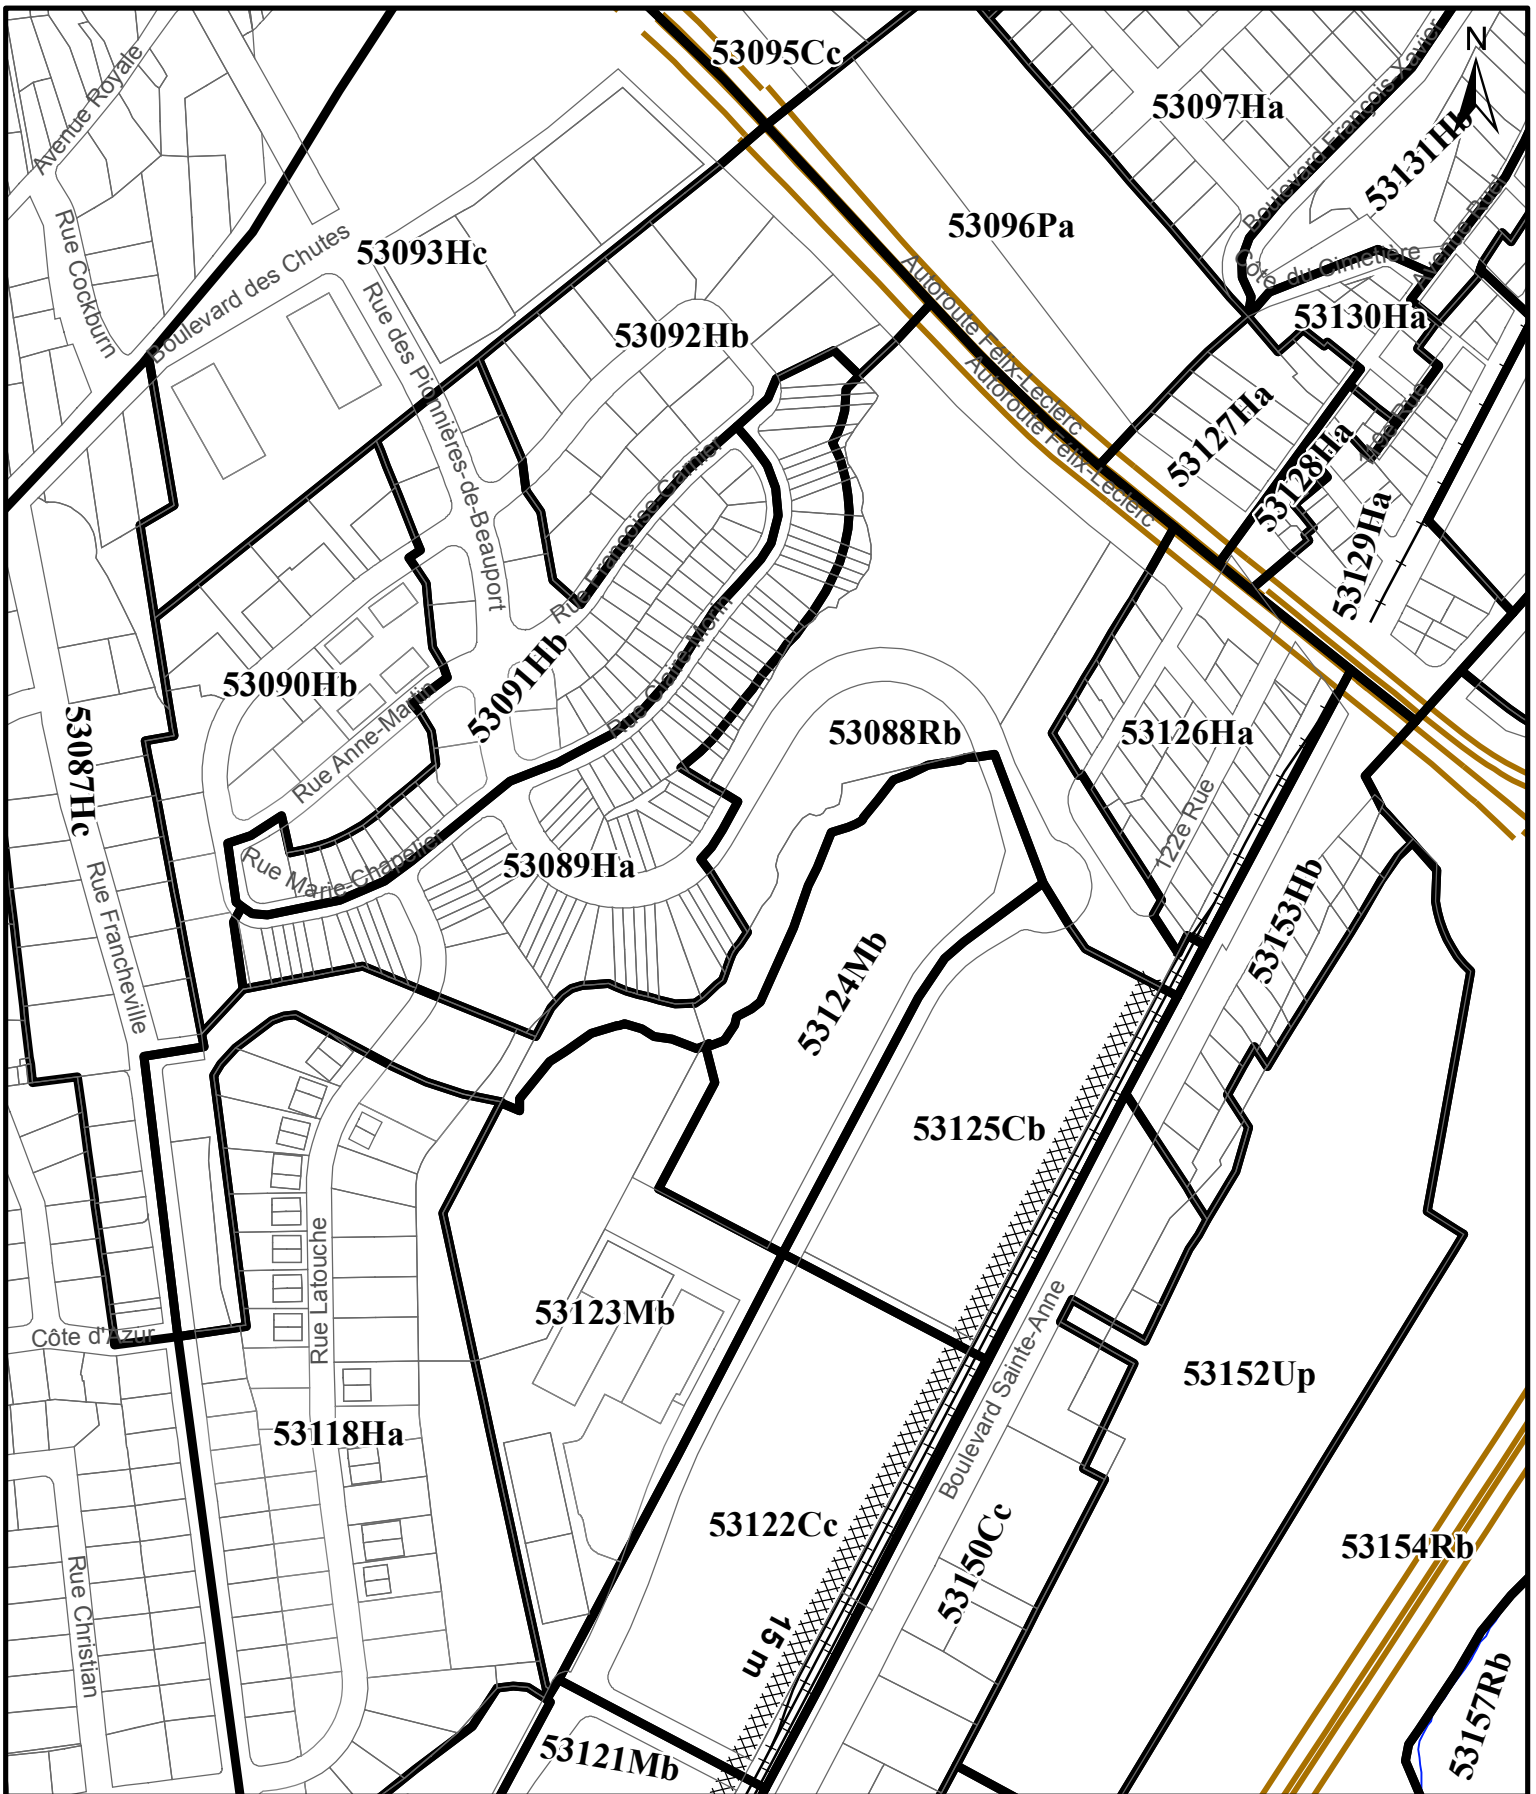 53095Cc
N
53097Ha
Avenue Royale
Boulevard François-Xavier
53131Hb
Rue Cockburn
53096Pa
Avenue Ruel
53093Hc
Boulevard des Chutes
Côte du Cimetière
53130Ha
53092Hb
Rue des Pionnières-de-Beauport
Autoroute Félix-Leclerc
Autoroute Félix-Leclerc
53127Ha
53128Ha
53129Ha
Rue Françoise-Garnier
Rue Claire-Morin
53091Hb
53090Hb
Rue Anne-Martin
53087Hc
53088Rb
53126Ha
122e Rue
53089Ha
Rue Marie-Chapelier
Rue Francheville
53153Hb
53124Mb
53125Cb
Rue Latouche
53123Mb
Côte d'Azur
Boulevard Sainte-Anne
53152Up
53118Ha
53122Cc
53150Cc
53154Rb
Rue Christian
15 m
53121Mb
53157Rb